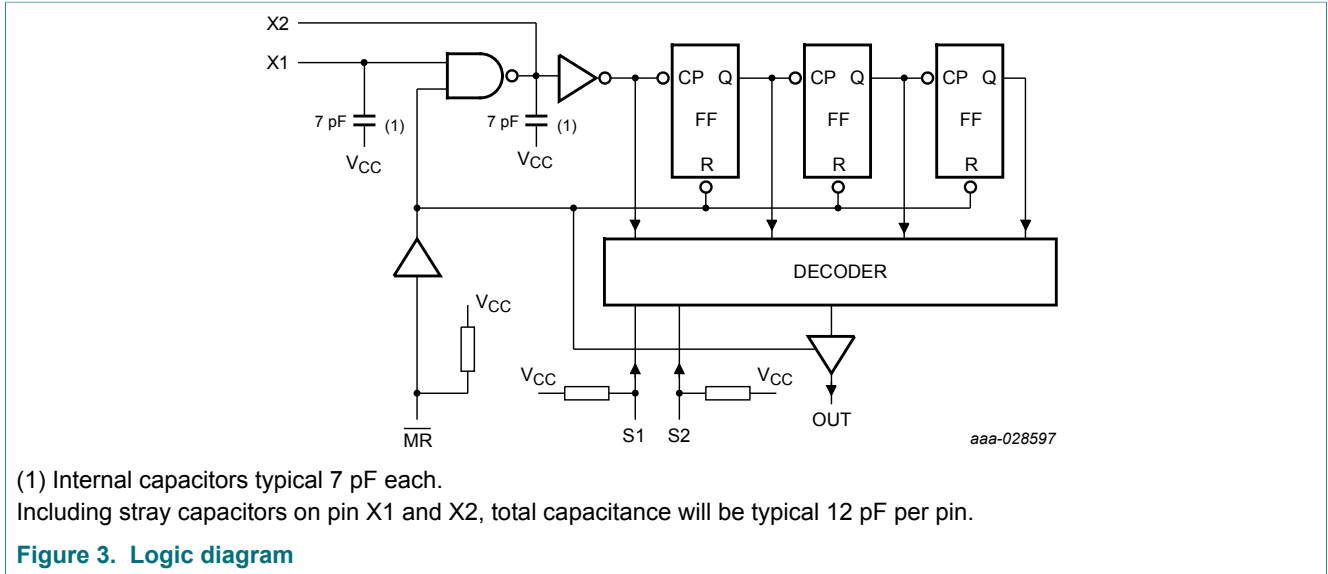 X2
X1
CP Q CP Q CP Q
7 pF (1) 7 pF (1) FF FF FF
VCC VCC R R R
DECODER
VCC
VCC VCC
MR S1 S2 OUT aaa-028597
(1) Internal capacitors typical 7 pF each.
Including stray capacitors on pin X1 and X2, total capacitance will be typical 12 pF per pin.
Figure 3. Logic diagram